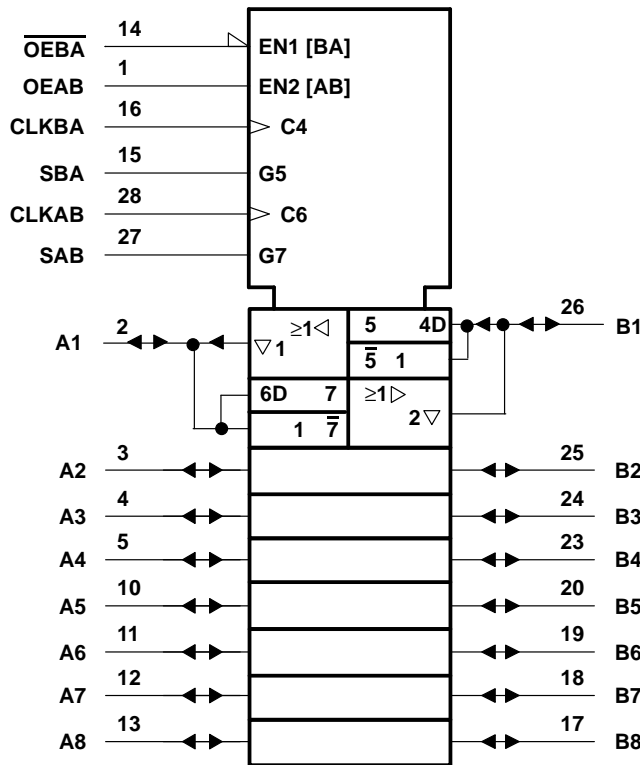 14
O̅E̅B̅A̅ EN1 [BA]
1
OEAB EN2 [AB]
16
CLKBA C4
15
SBA G5
28
CLKAB C6
27
SAB G7
2 ≥1 5 4D 26
A1 1 5̅ 1 B1
6D 7 ≥1
1 7̅ 2
3 25
A2 B2
4 24
A3 B3
5 23
A4 B4
10 20
A5 B5
11 19
A6 B6
12 18
A7 B7
13 17
A8 B8